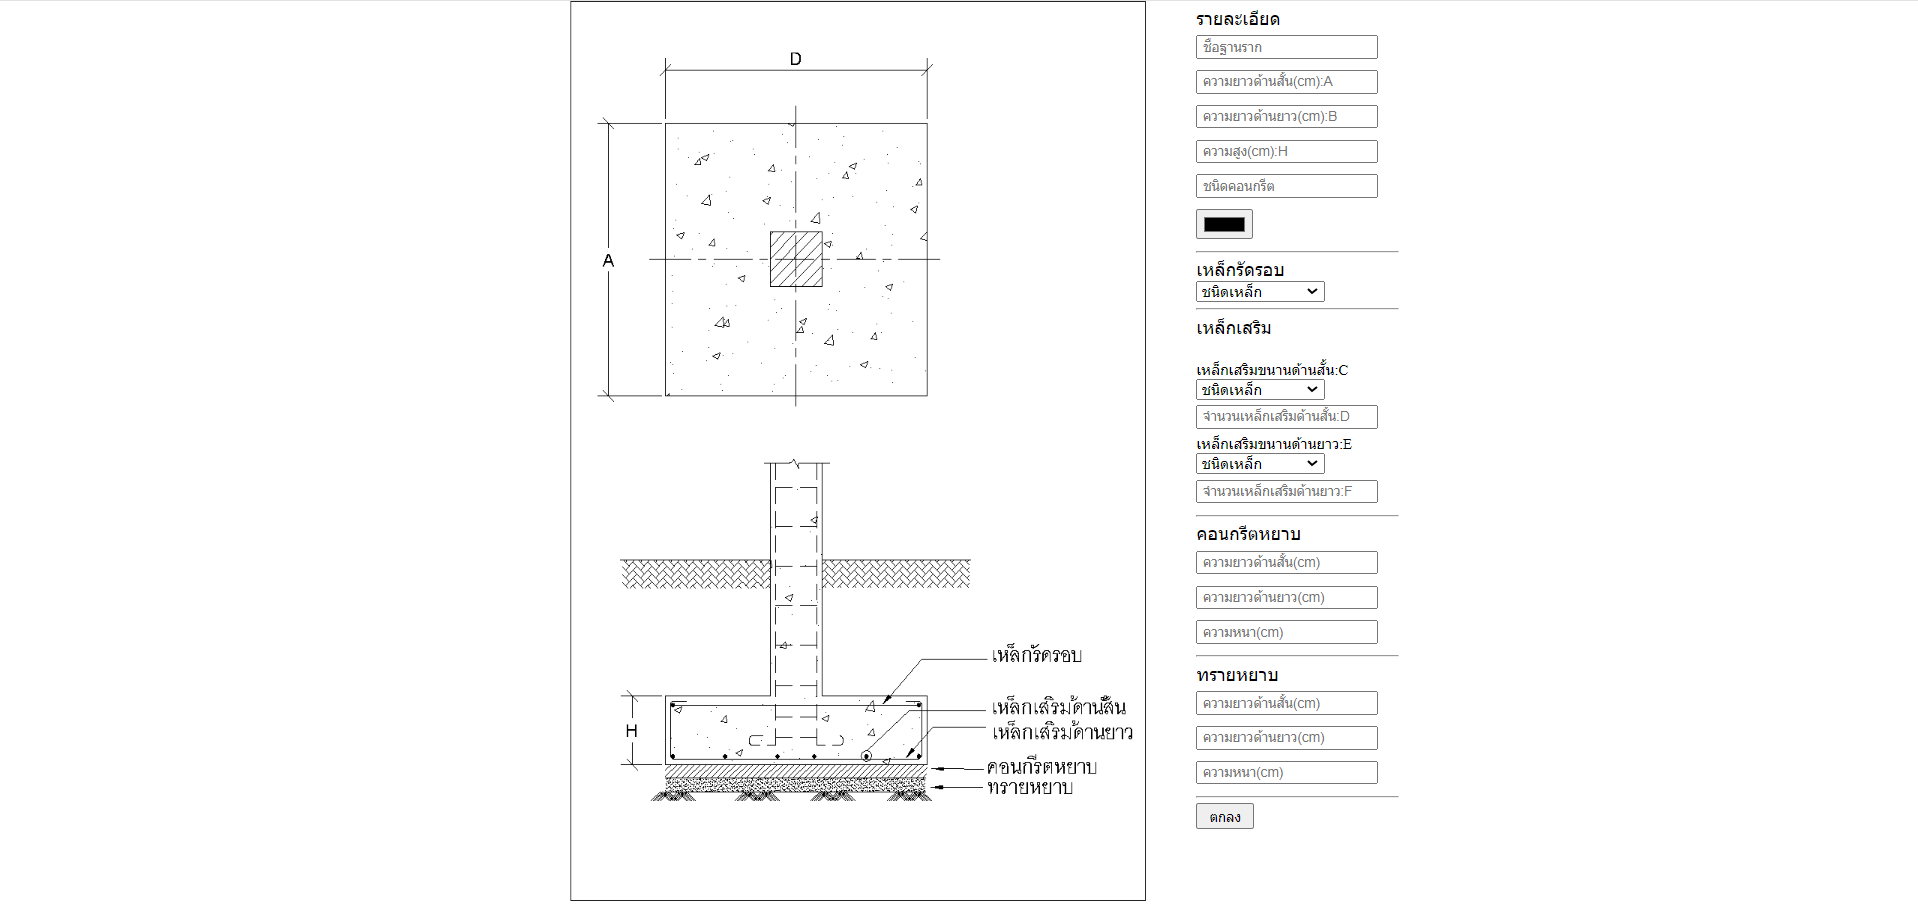 D
A
เหล็กรัดรอบ
เหล็กเสริมด้านสั้น
เหล็กเสริมด้านยาว
H
คอนกรีตหยาบ
ทรายหยาบ
รายละเอียด
ชื่อฐานราก
ความยาวด้านสั้น(cm):A
ความยาวด้านยาว(cm):B
ความสูง(cm):H
ชนิดคอนกรีต
เหล็กรัดรอบ
ชนิดเหล็ก
เหล็กเสริม
เหล็กเสริมขนานด้านสั้น:C
ชนิดเหล็ก
จำนวนเหล็กเสริมด้านสั้น:D
เหล็กเสริมขนานด้านยาว:E
ชนิดเหล็ก
จำนวนเหล็กเสริมด้านยาว:F
คอนกรีตหยาบ
ความยาวด้านสั้น(cm)
ความยาวด้านยาว(cm)
ความหนา(cm)
ทรายหยาบ
ความยาวด้านสั้น(cm)
ความยาวด้านยาว(cm)
ความหนา(cm)
ตกลง